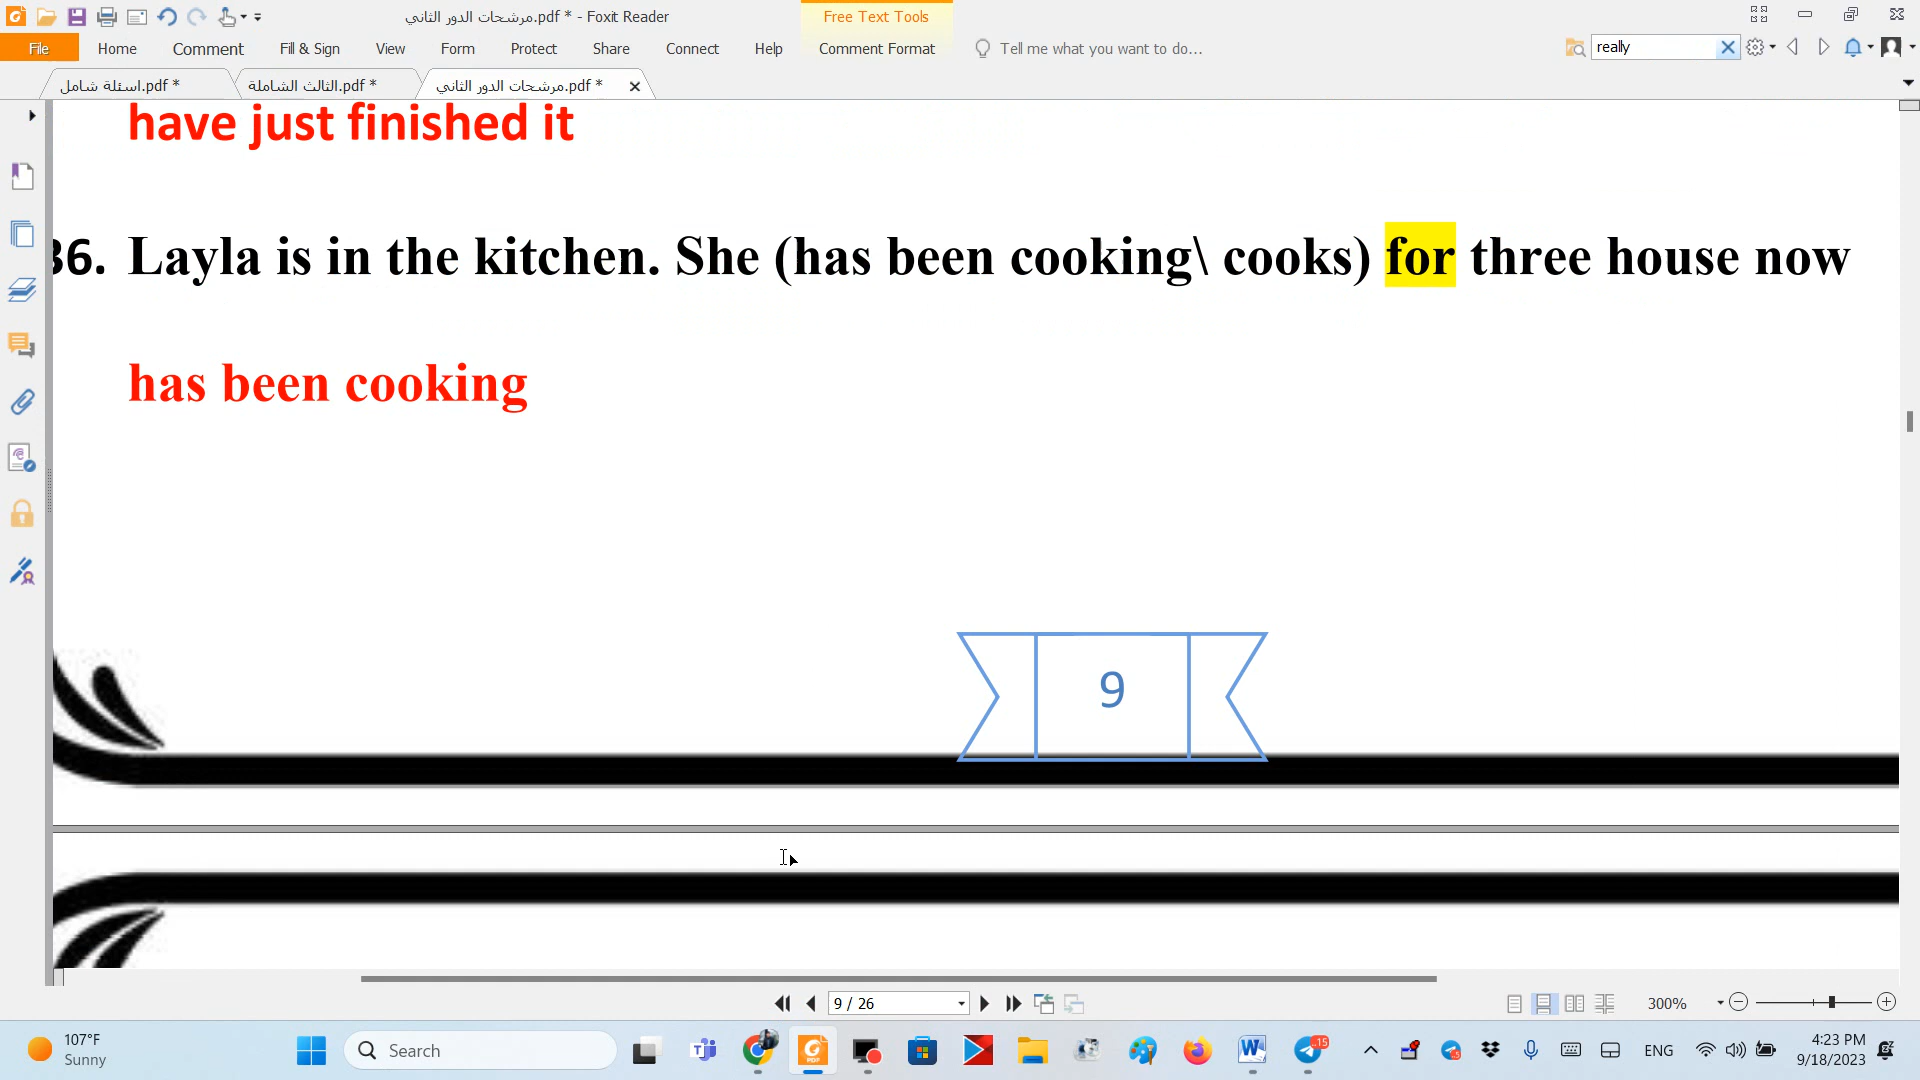 مرشحات الدور الثاني.pdf * - Foxit Reader
Free Text Tools
File
Home
Comment
Fill & Sign
View
Form
Protect
Share
Connect
Help
Comment Format
Tell me what you want to do...
really
اسئلة شامل.pdf *
الثالث الشاملة.pdf *
مرشحات الدور الثاني.pdf *
have just finished it
36. Layla is in the kitchen. She (has been cooking\ cooks) for three house now
has been cooking
9
9 / 26
300%
107°F
Sunny
Search
15
ENG
4:23 PM
9/18/2023